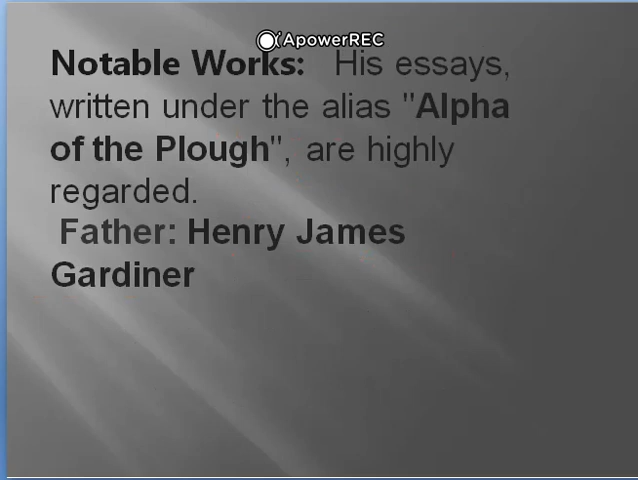 ApowerREC
Notable Works: His essays,
written under the alias "Alpha
of the Plough", are highly
regarded.
Father: Henry James
Gardiner